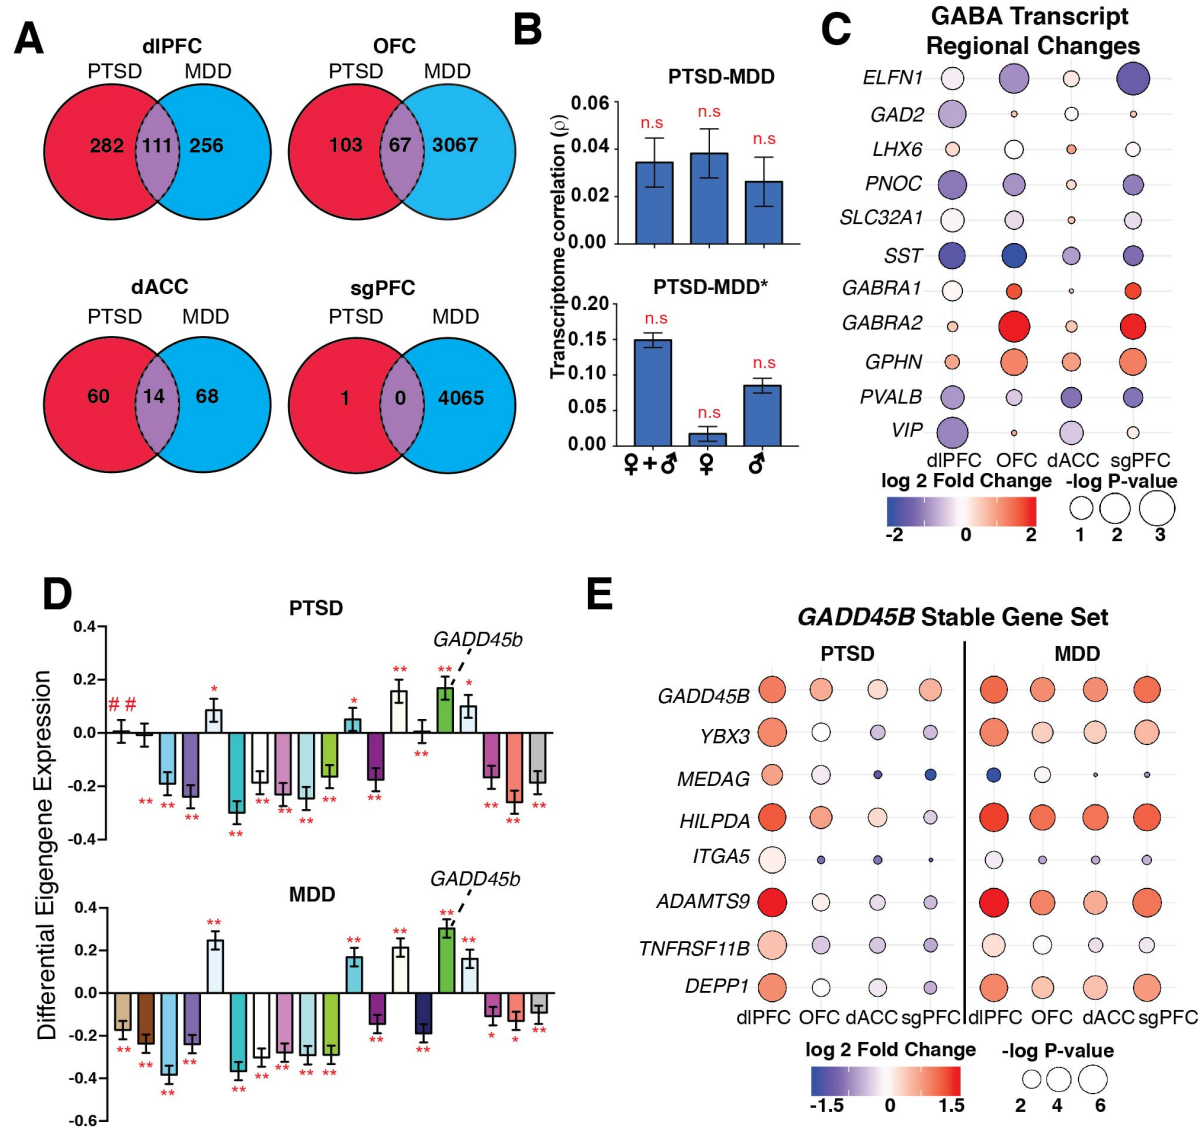 A
dlPFC
PTSD MDD
282 111 256
OFC
PTSD MDD
103 67 3067
dACC
PTSD MDD
60 14 68
sgPFC
PTSD MDD
1 0 4065
B
Transcriptome correlation (ρ)
PTSD-MDD
0.06
0.04
0.02
0.00
n.s n.s n.s
PTSD-MDD*
0.20
0.15
0.10
0.05
0.00
n.s n.s n.s
♀+♂ ♀ ♂
C
GABA Transcript
Regional Changes
ELFN1
GAD2
LHX6
PNOC
SLC32A1
SST
GABRA1
GABRA2
GPHN
PVALB
VIP
dlPFC OFC dACC sgPFC
log 2 Fold Change
-2 0 2
-log P-value
1 2 3
D
Differential Eigengene Expression
PTSD
0.4
0.2
0.0
-0.2
-0.4
GADD45b
# #
** ** ** * ** ** ** ** ** * ** ** ** ** * ** ** **
MDD
0.4
0.2
0.0
-0.2
-0.4
-0.6
GADD45b
** ** ** ** ** ** ** ** ** ** ** ** ** ** ** ** * * **
E
GADD45B Stable Gene Set
PTSD MDD
GADD45B
YBX3
MEDAG
HILPDA
ITGA5
ADAMTS9
TNFRSF11B
DEPP1
dlPFC OFC dACC sgPFC dlPFC OFC dACC sgPFC
log 2 Fold Change
-1.5 0 1.5
-log P-value
2 4 6